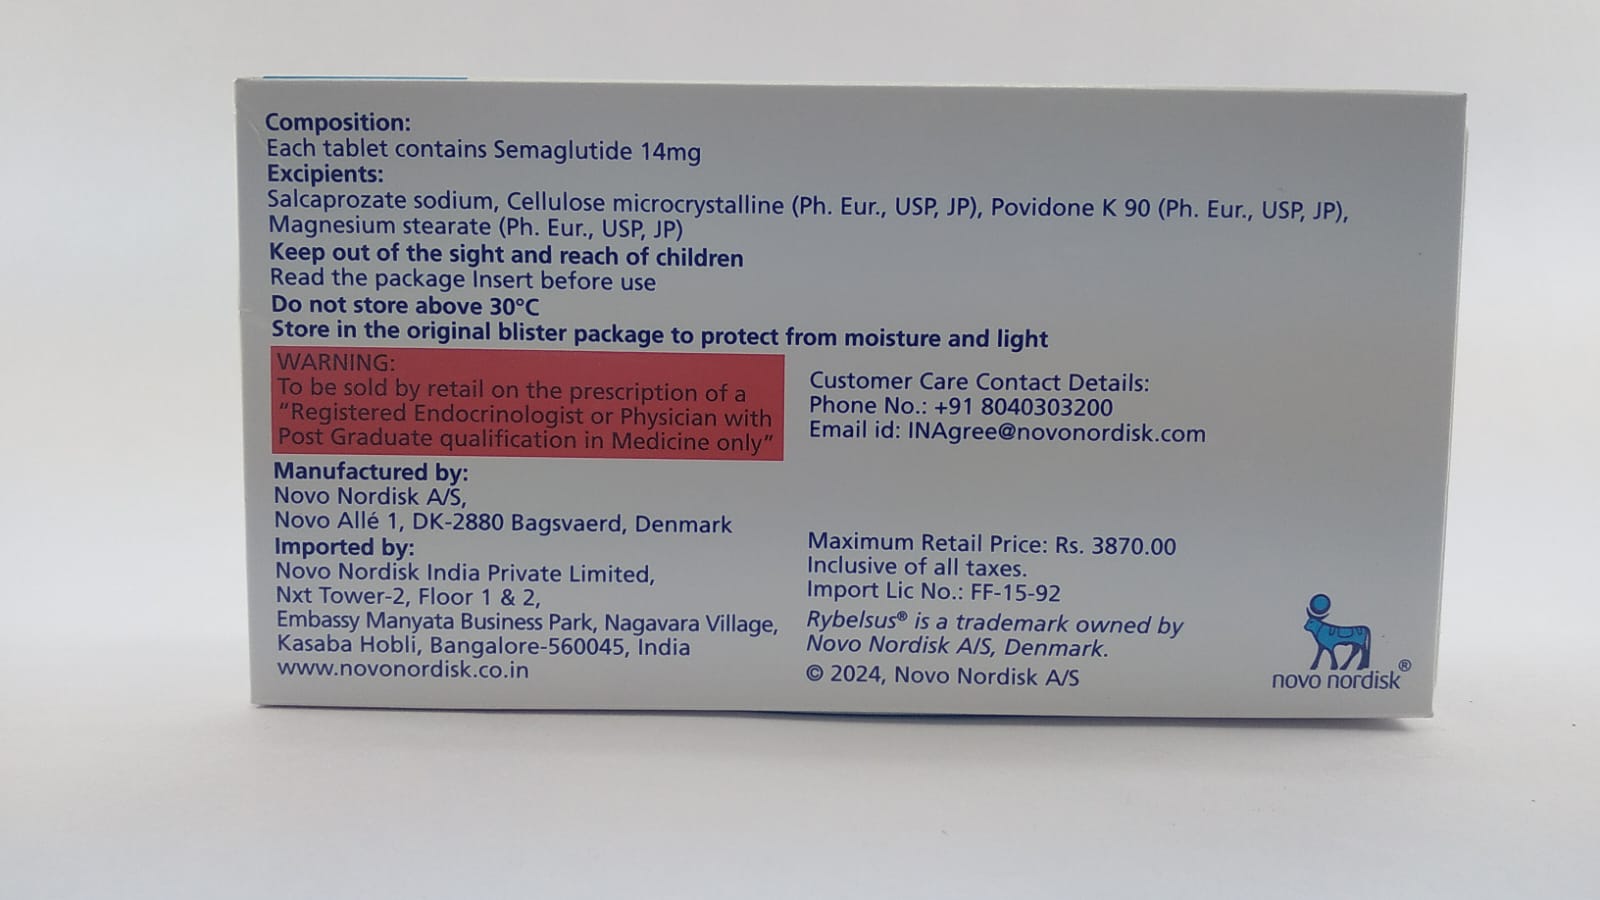 Composition:
Each tablet contains Semaglutide 14mg
Excipients:
Salcaprozate sodium, Cellulose microcrystalline (Ph. Eur., USP, JP), Povidone K 90 (Ph. Eur., USP, JP),
Magnesium stearate (Ph. Eur., USP, JP)
Keep out of the sight and reach of children
Read the package Insert before use
Do not store above 30°C
Store in the original blister package to protect from moisture and light
WARNING:
To be sold by retail on the prescription of a
“Registered Endocrinologist or Physician with
Post Graduate qualification in Medicine only”
Customer Care Contact Details:
Phone No.: +91 8040303200
Email id: INAgree@novonordisk.com
Manufactured by:
Novo Nordisk A/S,
Novo Allé 1, DK-2880 Bagsvaerd, Denmark
Imported by:
Novo Nordisk India Private Limited,
Nxt Tower-2, Floor 1 & 2,
Embassy Manyata Business Park, Nagavara Village,
Kasaba Hobli, Bangalore-560045, India
www.novonordisk.co.in
Maximum Retail Price: Rs. 3870.00
Inclusive of all taxes.
Import Lic No.: FF-15-92
Rybelsus® is a trademark owned by
Novo Nordisk A/S, Denmark.
© 2024, Novo Nordisk A/S
novo nordisk®